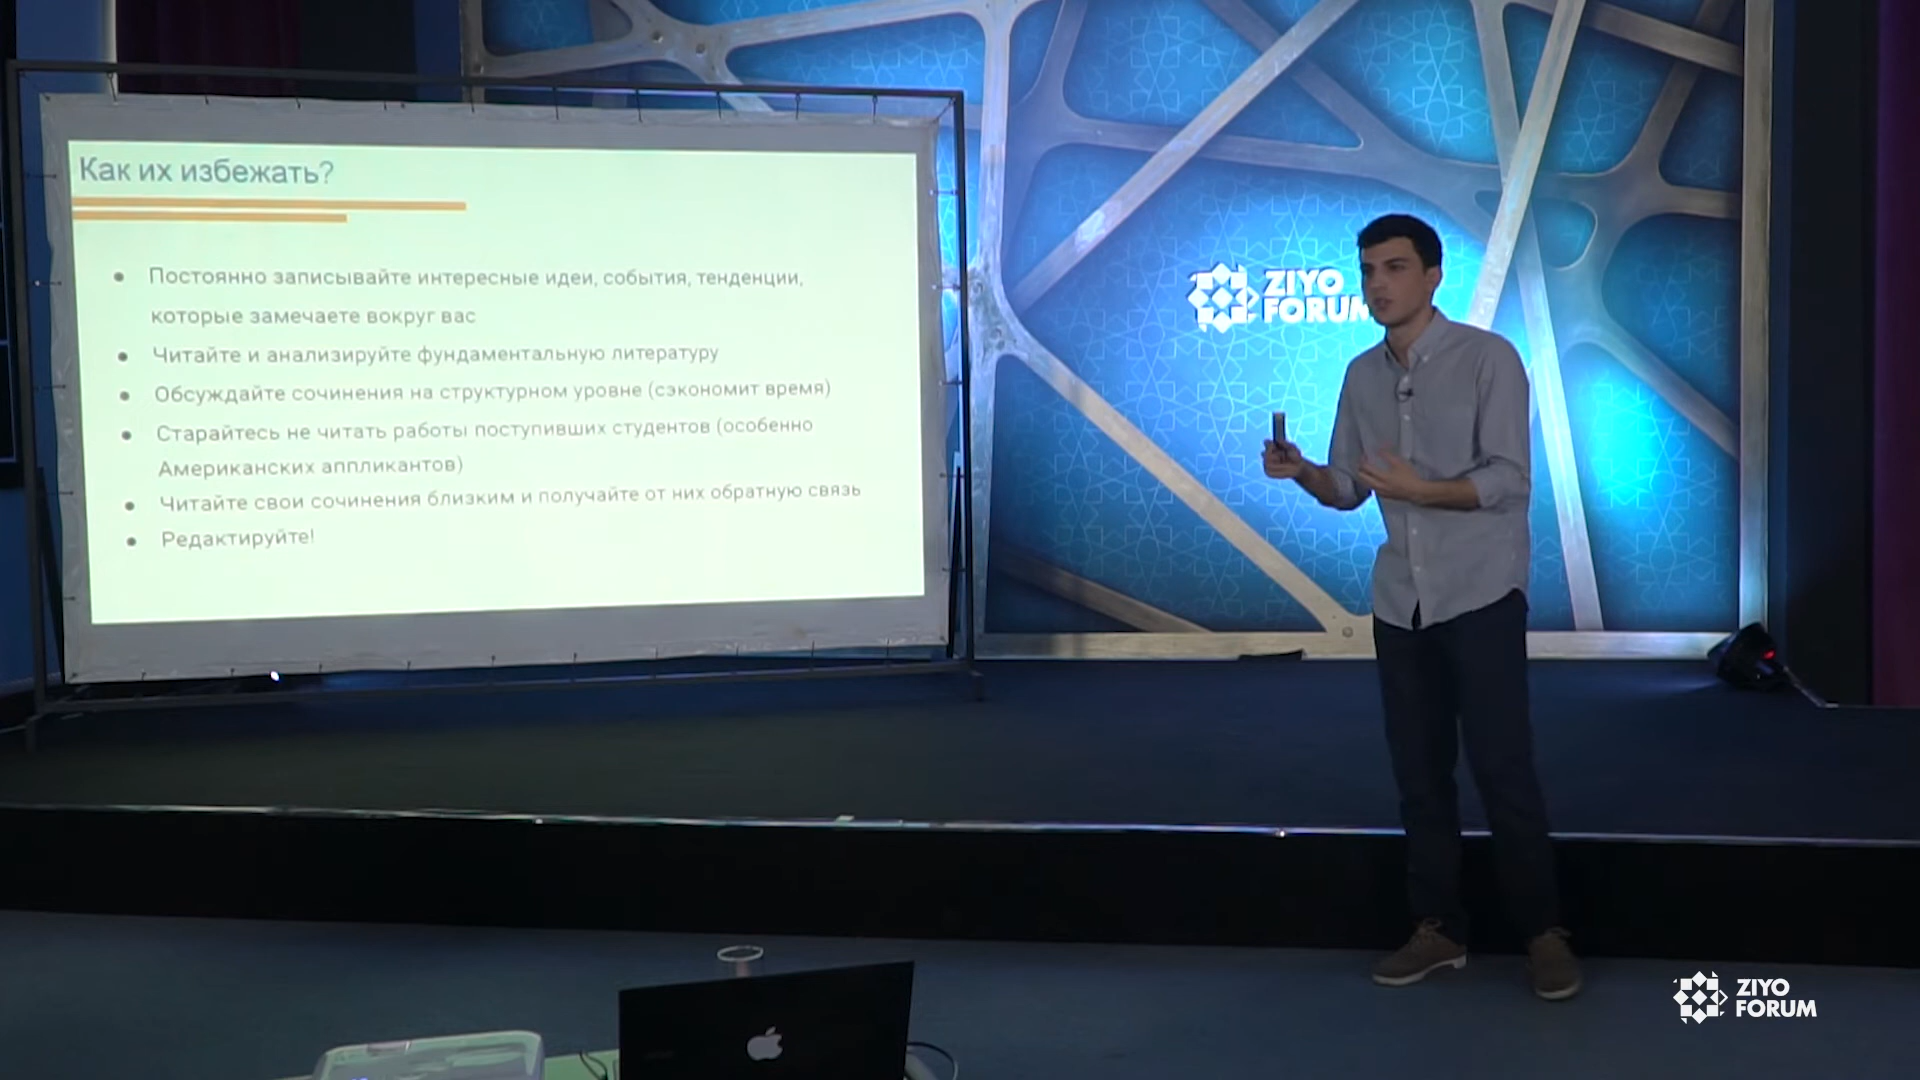 Как их избежать?
Постоянно записывайте интересные идеи, события, тенденции,
которые замечаете вокруг вас
Читайте и анализируйте фундаментальную литературу
Обсуждайте сочинения на структурном уровне (сэкономит время)
Старайтесь не читать работы поступивших студентов (особенно
Американских аппликантов)
Читайте свои сочинения близким и получайте от них обратную связь
Редактируйте!
ZIYO
FORUM
ZIYO
FORUM